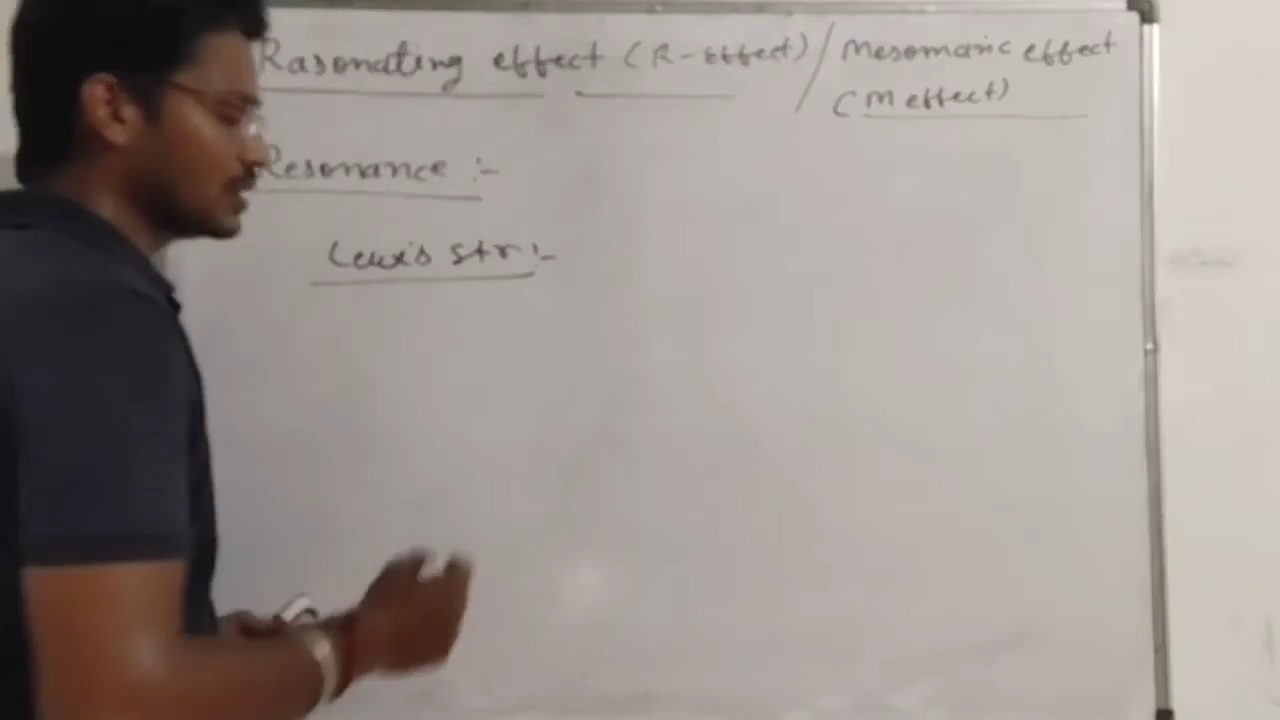 Rasonating effect (R-effect) / Mesomaric effect
(M effect)
Resonance :-
Lewis str :-